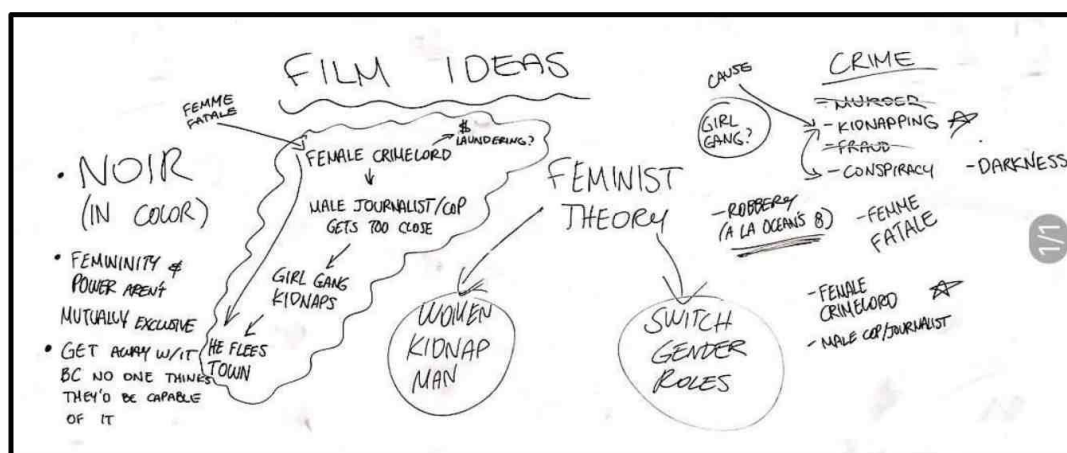 FILM IDEAS
FEMME
FATALE
• NOIR
(IN COLOR)
• FEMININITY &
POWER AREN'T
MUTUALLY EXCLUSIVE
• GET AWAY W/IT
BC NO ONE THINGS
THEY'D BE CAPABLE
OF IT
FEMALE CRIMELORD
$
LAUNDERING?
MALE JOURNALIST/COP
GETS TOO CLOSE
GIRL GANG
KIDNAPS
HE FLEES
TOWN
FEMINIST
THEORY
WOMEN
KIDNAP
MAN
SWITCH
GENDER
ROLES
CAUSE
GIRL
GANG?
CRIME
- MURDER
- KIDNAPPING
- FRAUD
- CONSPIRACY
- DARKNESS
- ROBBERY
(A LA OCEAN'S 8)
- FEMME
FATALE
- FEMALE
CRIMELORD
- MALE COP/JOURNALIST
1/1